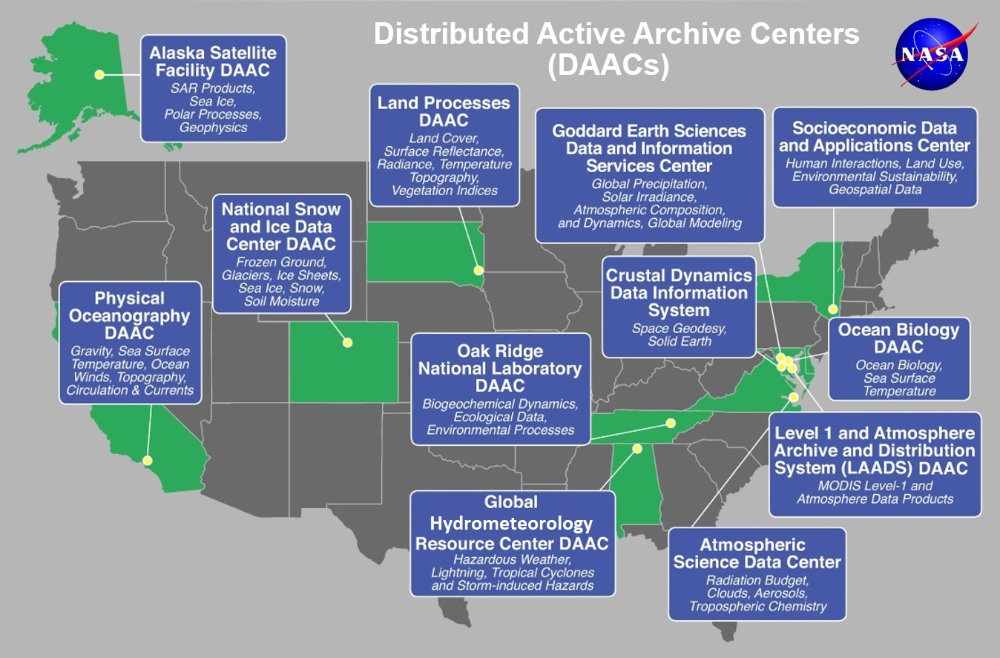 Distributed Active Archive Centers
(DAACs)
NASA
Alaska Satellite
Facility DAAC
SAR Products,
Sea Ice,
Polar Processes,
Geophysics
Land Processes
DAAC
Land Cover,
Surface Reflectance,
Radiance, Temperature
Topography,
Vegetation Indices
Goddard Earth Sciences
Data and Information
Services Center
Global Precipitation,
Solar Irradiance,
Atmospheric Composition,
and Dynamics, Global Modeling
Socioeconomic Data
and Applications Center
Human Interactions, Land Use,
Environmental Sustainability,
Geospatial Data
National Snow
and Ice Data
Center DAAC
Frozen Ground,
Glaciers, Ice Sheets,
Sea Ice, Snow,
Soil Moisture
Crustal Dynamics
Data Information
System
Space Geodesy,
Solid Earth
Physical
Oceanography
DAAC
Gravity, Sea Surface
Temperature, Ocean
Winds, Topography,
Circulation & Currents
Oak Ridge
National Laboratory
DAAC
Biogeochemical Dynamics,
Ecological Data,
Environmental Processes
Ocean Biology
DAAC
Ocean Biology,
Sea Surface
Temperature
Level 1 and Atmosphere
Archive and Distribution
System (LAADS) DAAC
MODIS Level-1 and
Atmosphere Data Products
Global
Hydrometeorology
Resource Center DAAC
Hazardous Weather,
Lightning, Tropical Cyclones
and Storm-induced Hazards
Atmospheric
Science Data Center
Radiation Budget,
Clouds, Aerosols,
Tropospheric Chemistry